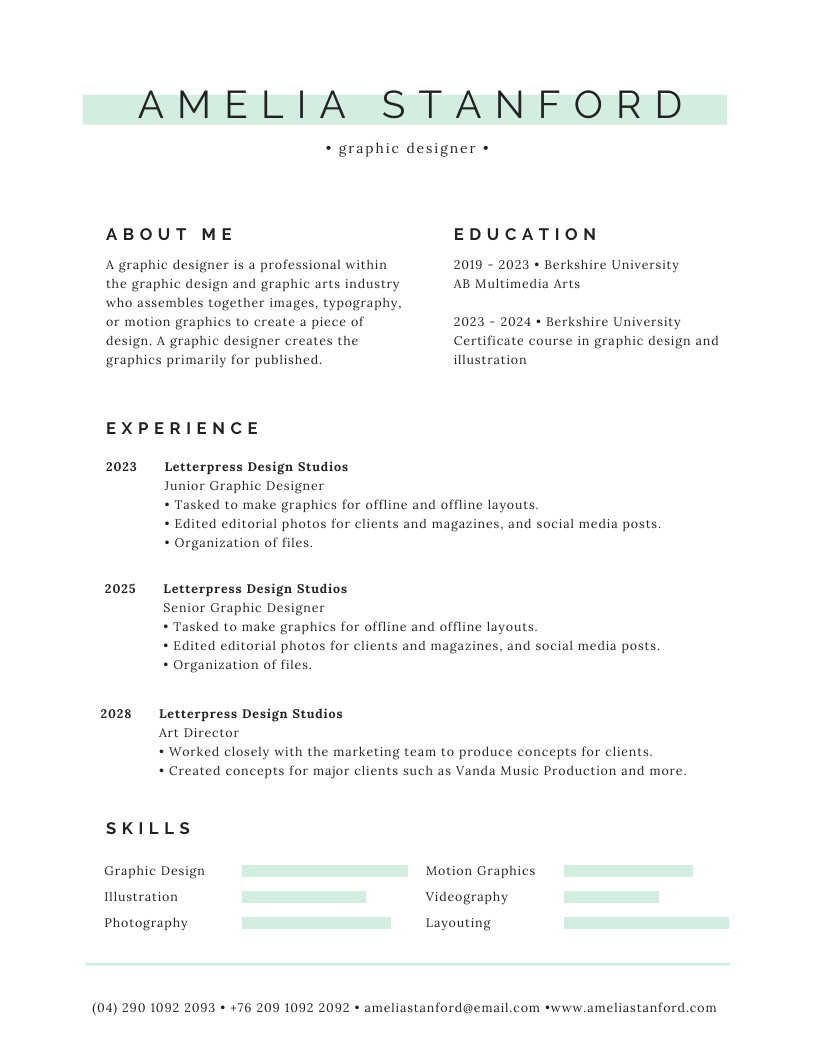 AMELIA STANFORD
• graphic designer •
ABOUT ME
A graphic designer is a professional within
the graphic design and graphic arts industry
who assembles together images, typography,
or motion graphics to create a piece of
design. A graphic designer creates the
graphics primarily for published.
EDUCATION
2019 - 2023 • Berkshire University
AB Multimedia Arts
2023 - 2024 • Berkshire University
Certificate course in graphic design and
illustration
EXPERIENCE
2023 Letterpress Design Studios
Junior Graphic Designer
• Tasked to make graphics for offline and offline layouts.
• Edited editorial photos for clients and magazines, and social media posts.
• Organization of files.
2025 Letterpress Design Studios
Senior Graphic Designer
• Tasked to make graphics for offline and offline layouts.
• Edited editorial photos for clients and magazines, and social media posts.
• Organization of files.
2028 Letterpress Design Studios
Art Director
• Worked closely with the marketing team to produce concepts for clients.
• Created concepts for major clients such as Vanda Music Production and more.
SKILLS
Graphic Design
Illustration
Photography
Motion Graphics
Videography
Layouting
(04) 290 1092 2093 • +76 209 1092 2092 • ameliastanford@email.com •www.ameliastanford.com